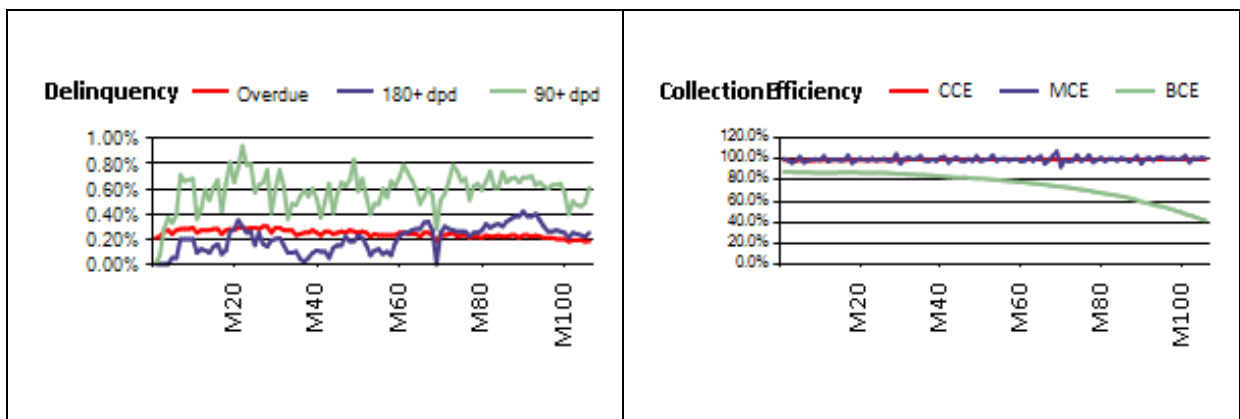 Delinquency Overdue 180+ dpd 90+ dpd
1.00%
0.80%
0.60%
0.40%
0.20%
0.00%
M20
M40
M60
M80
M100
Collection Efficiency CCE MCE BCE
120.0%
100.0%
80.0%
60.0%
40.0%
20.0%
0.0%
M20
M40
M60
M80
M100